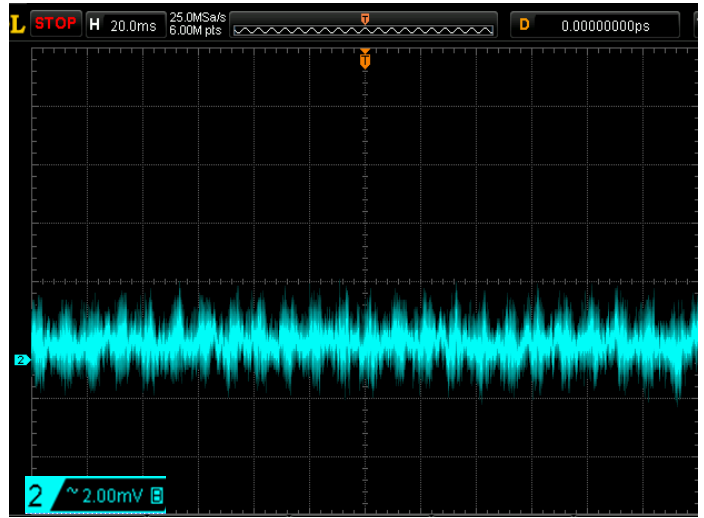 L STOP H 20.0ms 25.0MSa/s 6.00M pts T D 0.00000000ps
T
2
2 ~ 2.00mV B